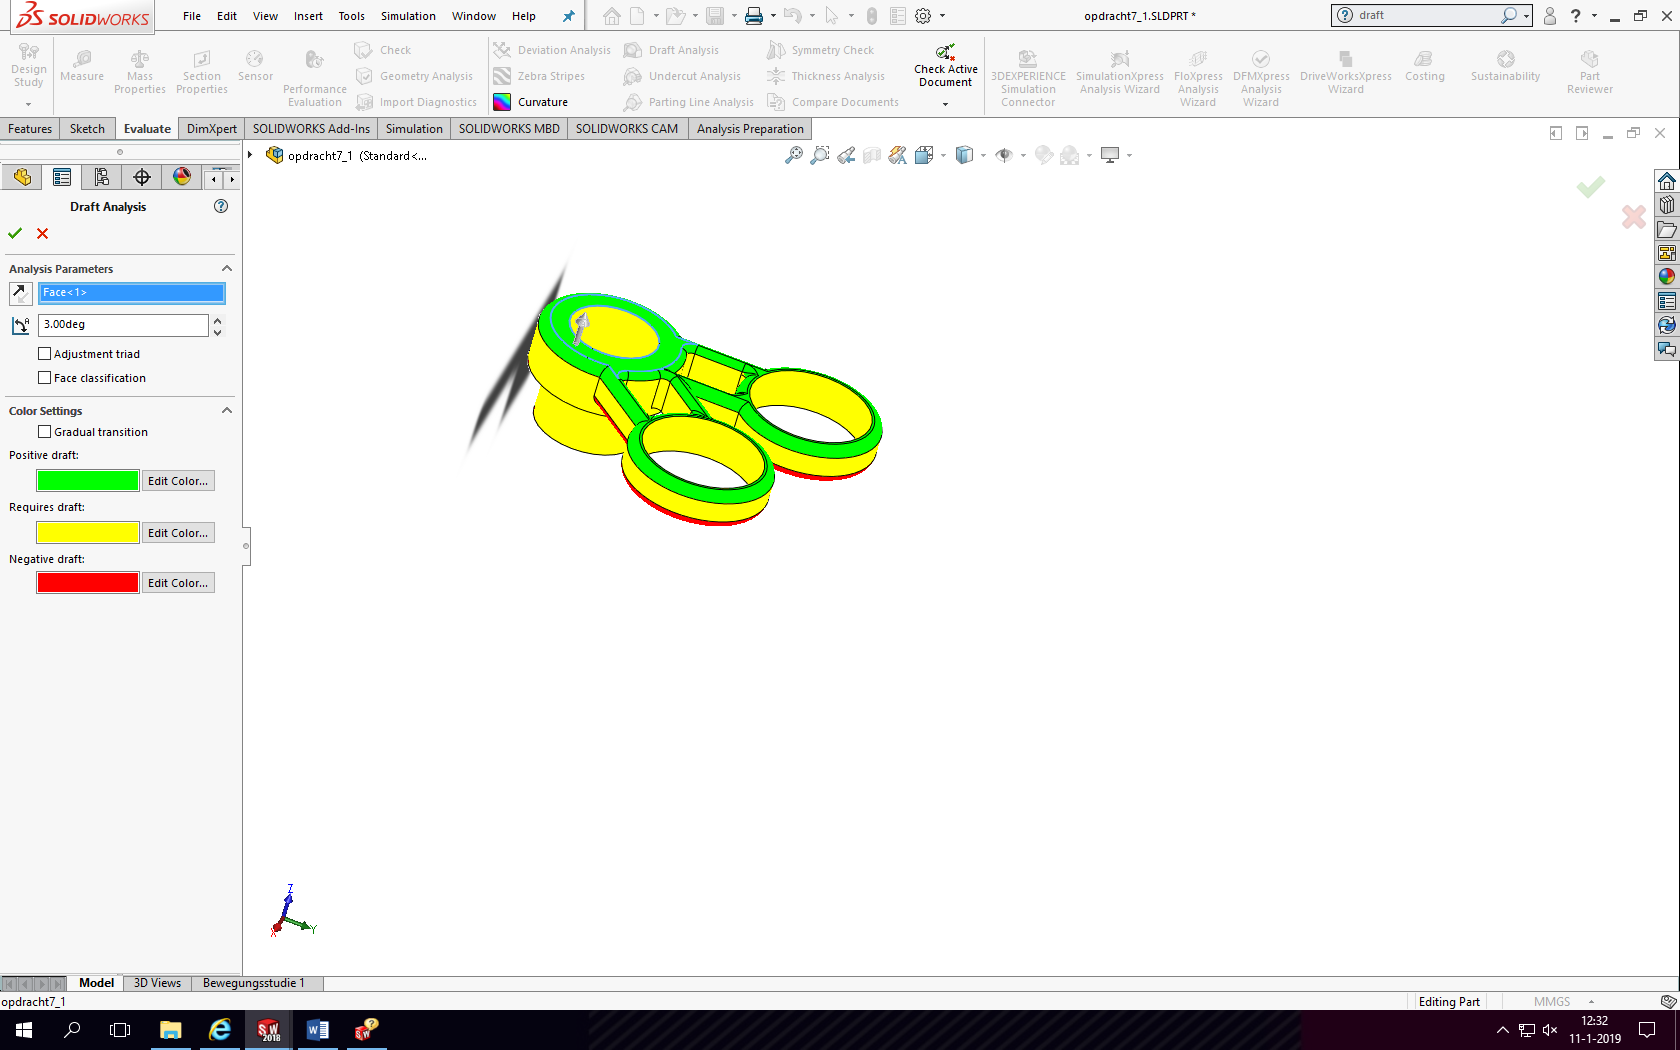 SOLIDWORKS
File Edit View Insert Tools Simulation Window Help
opdracht7_1.SLDPRT *
draft
Design Study
Measure
Mass Properties
Section Properties
Sensor
Performance Evaluation
Check
Geometry Analysis
Import Diagnostics
Deviation Analysis
Zebra Stripes
Curvature
Draft Analysis
Undercut Analysis
Parting Line Analysis
Symmetry Check
Thickness Analysis
Compare Documents
Check Active Document
3DEXPERIENCE Simulation Connector
SimulationXpress Analysis Wizard
FloXpress Analysis Wizard
DFMXpress Analysis Wizard
DriveWorksXpress Wizard
Costing
Sustainability
Part Reviewer
Features Sketch Evaluate DimXpert SOLIDWORKS Add-Ins Simulation SOLIDWORKS MBD SOLIDWORKS CAM Analysis Preparation
opdracht7_1 (Standard<...
Draft Analysis
Analysis Parameters
Face<1>
3.00deg
Adjustment triad
Face classification
Color Settings
Gradual transition
Positive draft:
Edit Color...
Requires draft:
Edit Color...
Negative draft:
Edit Color...
Z
X
Y
Model 3D Views Bewegungsstudie 1
opdracht7_1
Editing Part
MMGS
SW 2018
12:32
11-1-2019